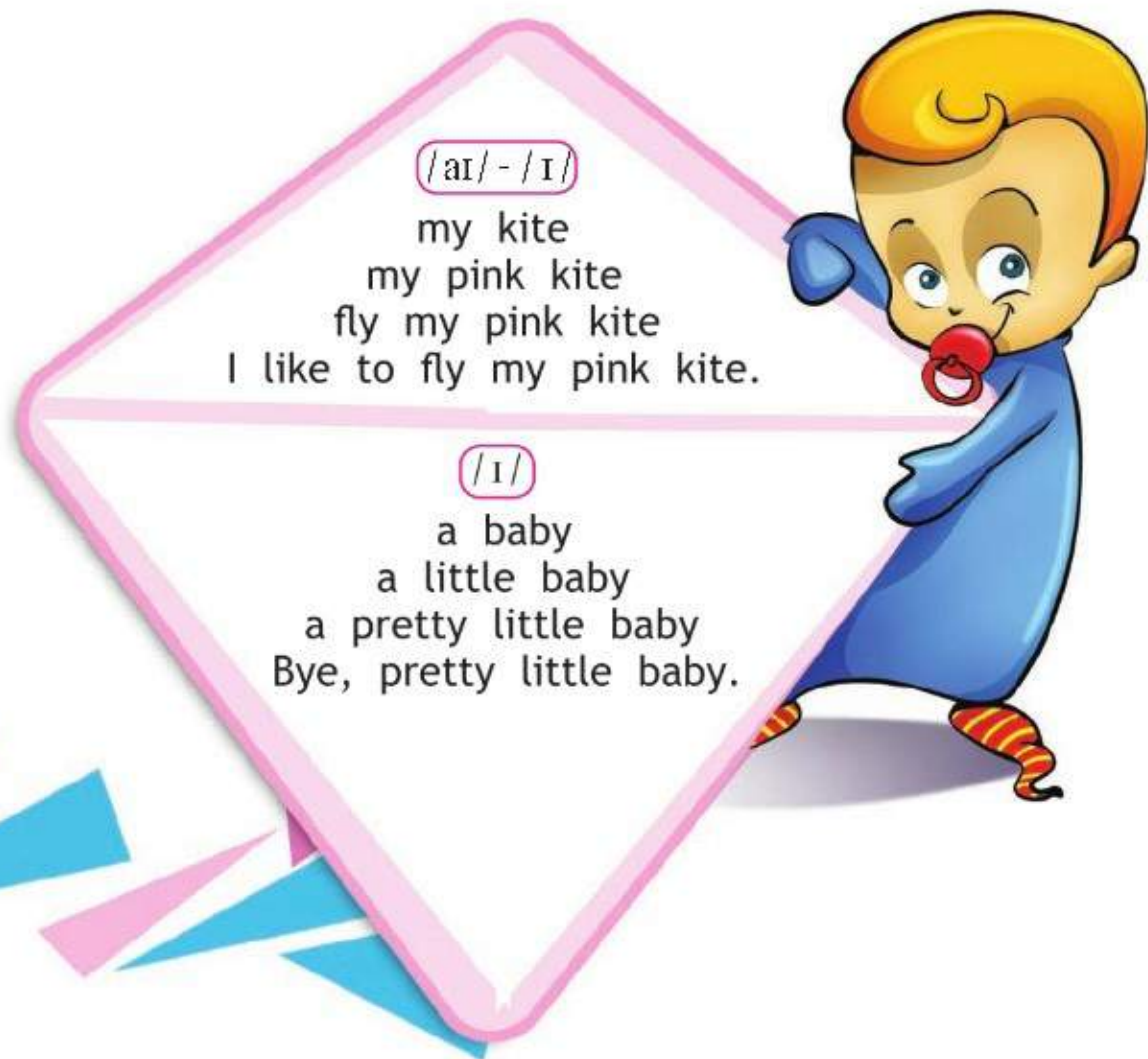 /aɪ/ - /ɪ/
my kite
my pink kite
fly my pink kite
I like to fly my pink kite.
/ɪ/
a baby
a little baby
a pretty little baby
Bye, pretty little baby.